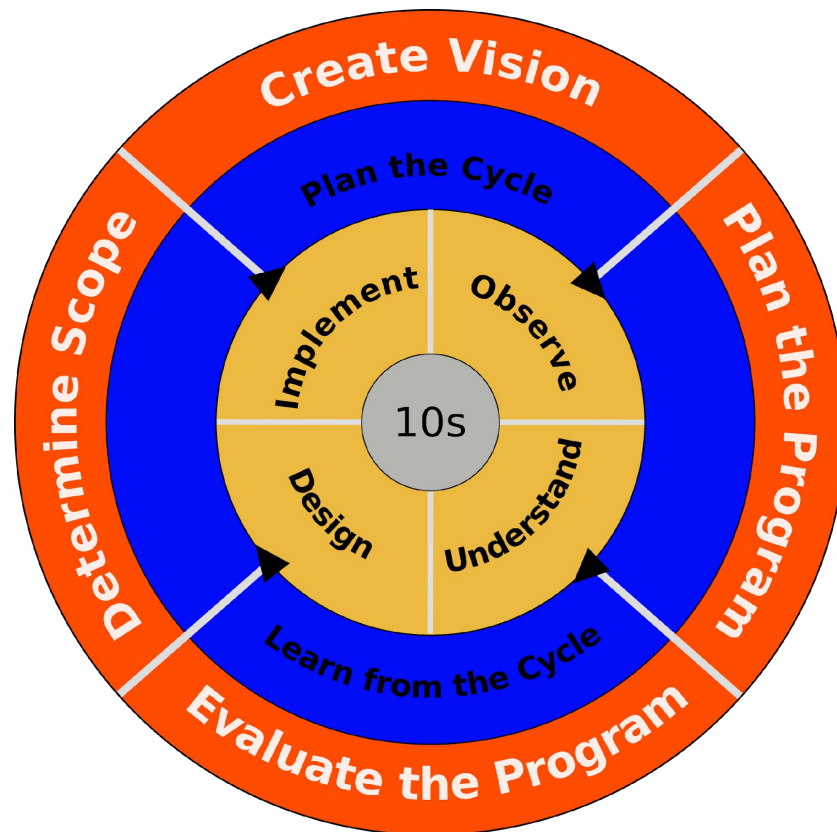 Create Vision
Plan the Cycle
Determine Scope
Plan the Program
Implement
Observe
10s
Design
Understand
Learn from the Cycle
Evaluate the Program